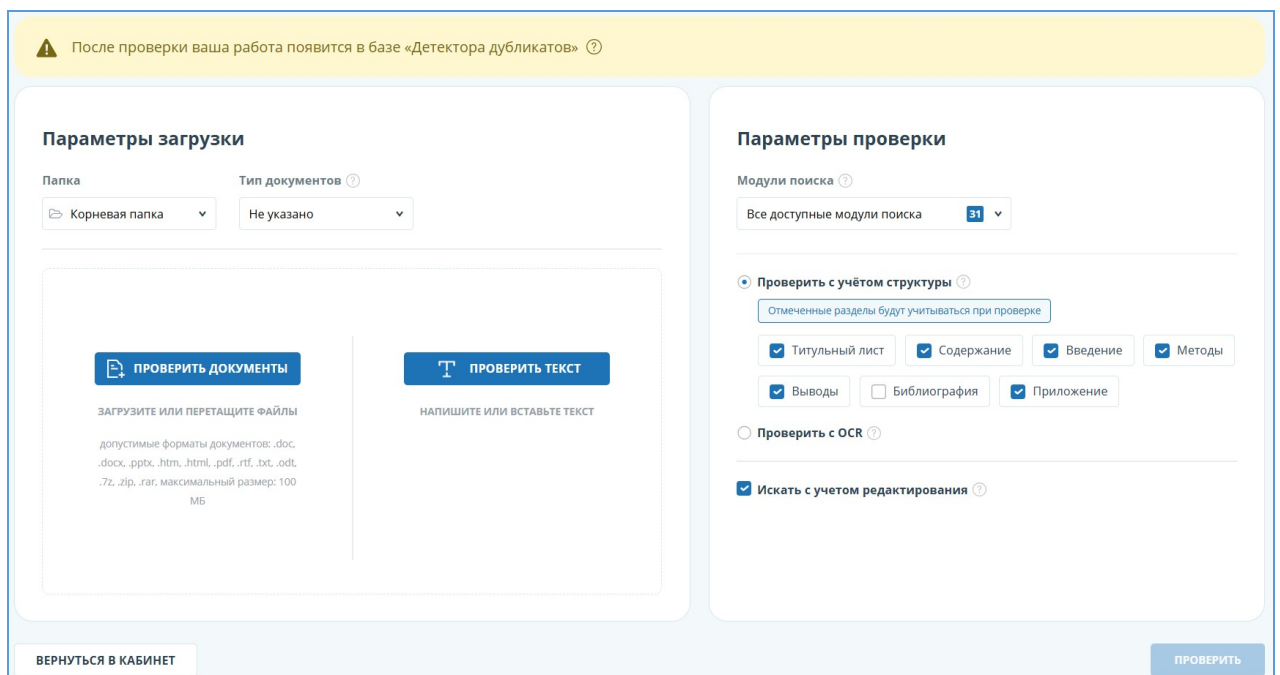 После проверки ваша работа появится в базе «Детектора дубликатов» ?
Параметры загрузки
Папка
Тип документов ?
Корневая папка
Не указано
ПРОВЕРИТЬ ДОКУМЕНТЫ
ЗАГРУЗИТЕ ИЛИ ПЕРЕТАЩИТЕ ФАЙЛЫ
допустимые форматы документов: .doc,
.docx, .pptx, .htm, .html, .pdf, .rtf, .txt, .odt,
.7z, .zip, .rar, максимальный размер: 100
МБ
ПРОВЕРИТЬ ТЕКСТ
НАПИШИТЕ ИЛИ ВСТАВЬТЕ ТЕКСТ
Параметры проверки
Модули поиска ?
Все доступные модули поиска 31
Проверить с учётом структуры ?
Отмеченные разделы будут учитываться при проверке
Титульный лист
Содержание
Введение
Методы
Выводы
Библиография
Приложение
Проверить с OCR ?
Искать с учетом редактирования ?
ВЕРНУТЬСЯ В КАБИНЕТ
ПРОВЕРИТЬ